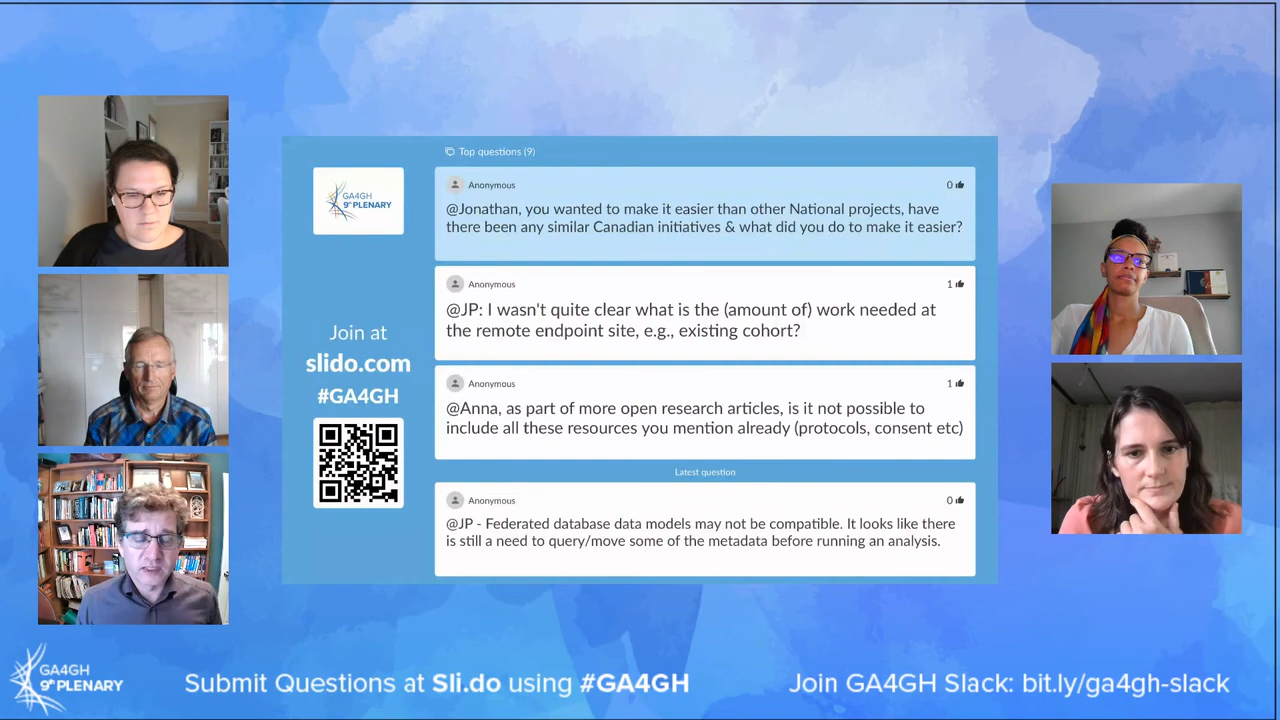 Top questions (9)
GA4GH
9th PLENARY
Anonymous
0
@Jonathan, you wanted to make it easier than other National projects, have
there been any similar Canadian initiatives & what did you do to make it easier?
Anonymous
1
@JP: I wasn't quite clear what is the (amount of) work needed at
the remote endpoint site, e.g., existing cohort?
Join at
slido.com
#GA4GH
Anonymous
1
@Anna, as part of more open research articles, is it not possible to
include all these resources you mention already (protocols, consent etc)
Latest question
Anonymous
0
@JP - Federated database data models may not be compatible. It looks like there
is still a need to query/move some of the metadata before running an analysis.
GA4GH
9th PLENARY
Submit Questions at Sli.do using #GA4GH
Join GA4GH Slack: bit.ly/ga4gh-slack